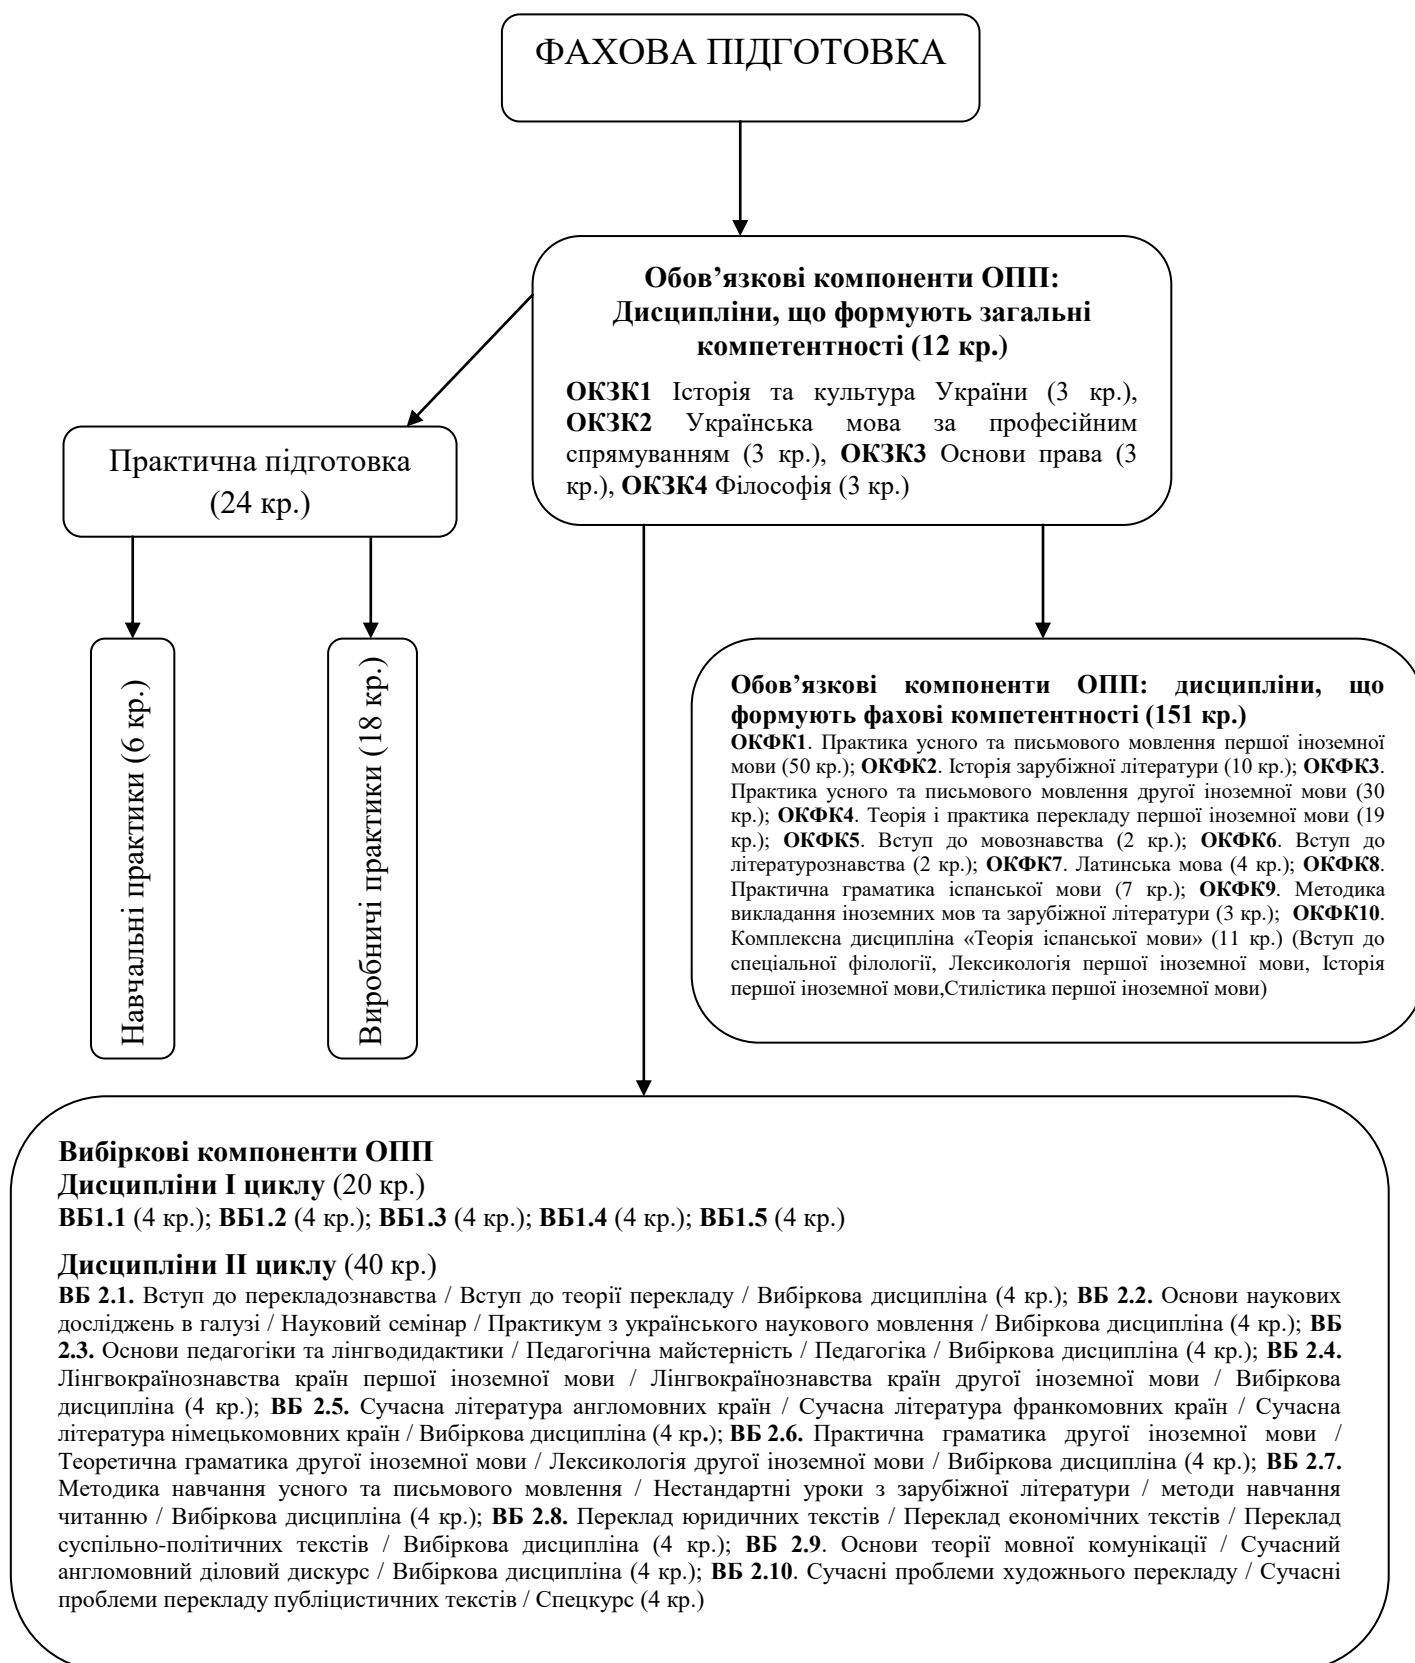 ФАХОВА ПІДГОТОВКА
Обов’язкові компоненти ОПП:
Дисципліни, що формують загальні
компетентності (12 кр.)
ОКЗК1 Історія та культура України (3 кр.),
ОКЗК2 Українська мова за професійним
спрямуванням (3 кр.), ОКЗК3 Основи права (3
кр.), ОКЗК4 Філософія (3 кр.)
Практична підготовка
(24 кр.)
Навчальні практики (6 кр.)
Виробничі практики (18 кр.)
Обов’язкові компоненти ОПП: дисципліни, що
формують фахові компетентності (151 кр.)
ОКФК1. Практика усного та письмового мовлення першої іноземної
мови (50 кр.); ОКФК2. Історія зарубіжної літератури (10 кр.); ОКФК3.
Практика усного та письмового мовлення другої іноземної мови (30
кр.); ОКФК4. Теорія і практика перекладу першої іноземної мови (19
кр.); ОКФК5. Вступ до мовознавства (2 кр.); ОКФК6. Вступ до
літературознавства (2 кр.); ОКФК7. Латинська мова (4 кр.); ОКФК8.
Практична граматика іспанської мови (7 кр.); ОКФК9. Методика
викладання іноземних мов та зарубіжної літератури (3 кр.); ОКФК10.
Комплексна дисципліна «Теорія іспанської мови» (11 кр.) (Вступ до
спеціальної філології, Лексикологія першої іноземної мови, Історія
першої іноземної мови,Стилістика першої іноземної мови)
Вибіркові компоненти ОПП
Дисципліни І циклу (20 кр.)
ВБ1.1 (4 кр.); ВБ1.2 (4 кр.); ВБ1.3 (4 кр.); ВБ1.4 (4 кр.); ВБ1.5 (4 кр.)
Дисципліни ІІ циклу (40 кр.)
ВБ 2.1. Вступ до перекладознавства / Вступ до теорії перекладу / Вибіркова дисципліна (4 кр.); ВБ 2.2. Основи наукових
досліджень в галузі / Науковий семінар / Практикум з українського наукового мовлення / Вибіркова дисципліна (4 кр.); ВБ
2.3. Основи педагогіки та лінгводидактики / Педагогічна майстерність / Педагогіка / Вибіркова дисципліна (4 кр.); ВБ 2.4.
Лінгвокраїнознавства країн першої іноземної мови / Лінгвокраїнознавства країн другої іноземної мови / Вибіркова
дисципліна (4 кр.); ВБ 2.5. Сучасна література англомовних країн / Сучасна література франкомовних країн / Сучасна
література німецькомовних країн / Вибіркова дисципліна (4 кр.); ВБ 2.6. Практична граматика другої іноземної мови /
Теоретична граматика другої іноземної мови / Лексикологія другої іноземної мови / Вибіркова дисципліна (4 кр.); ВБ 2.7.
Методика навчання усного та письмового мовлення / Нестандартні уроки з зарубіжної літератури / методи навчання
читанню / Вибіркова дисципліна (4 кр.); ВБ 2.8. Переклад юридичних текстів / Переклад економічних текстів / Переклад
суспільно-політичних текстів / Вибіркова дисципліна (4 кр.); ВБ 2.9. Основи теорії мовної комунікації / Сучасний
англомовний діловий дискурс / Вибіркова дисципліна (4 кр.); ВБ 2.10. Сучасні проблеми художнього перекладу / Сучасні
проблеми перекладу публіцистичних текстів / Спецкурс (4 кр.)